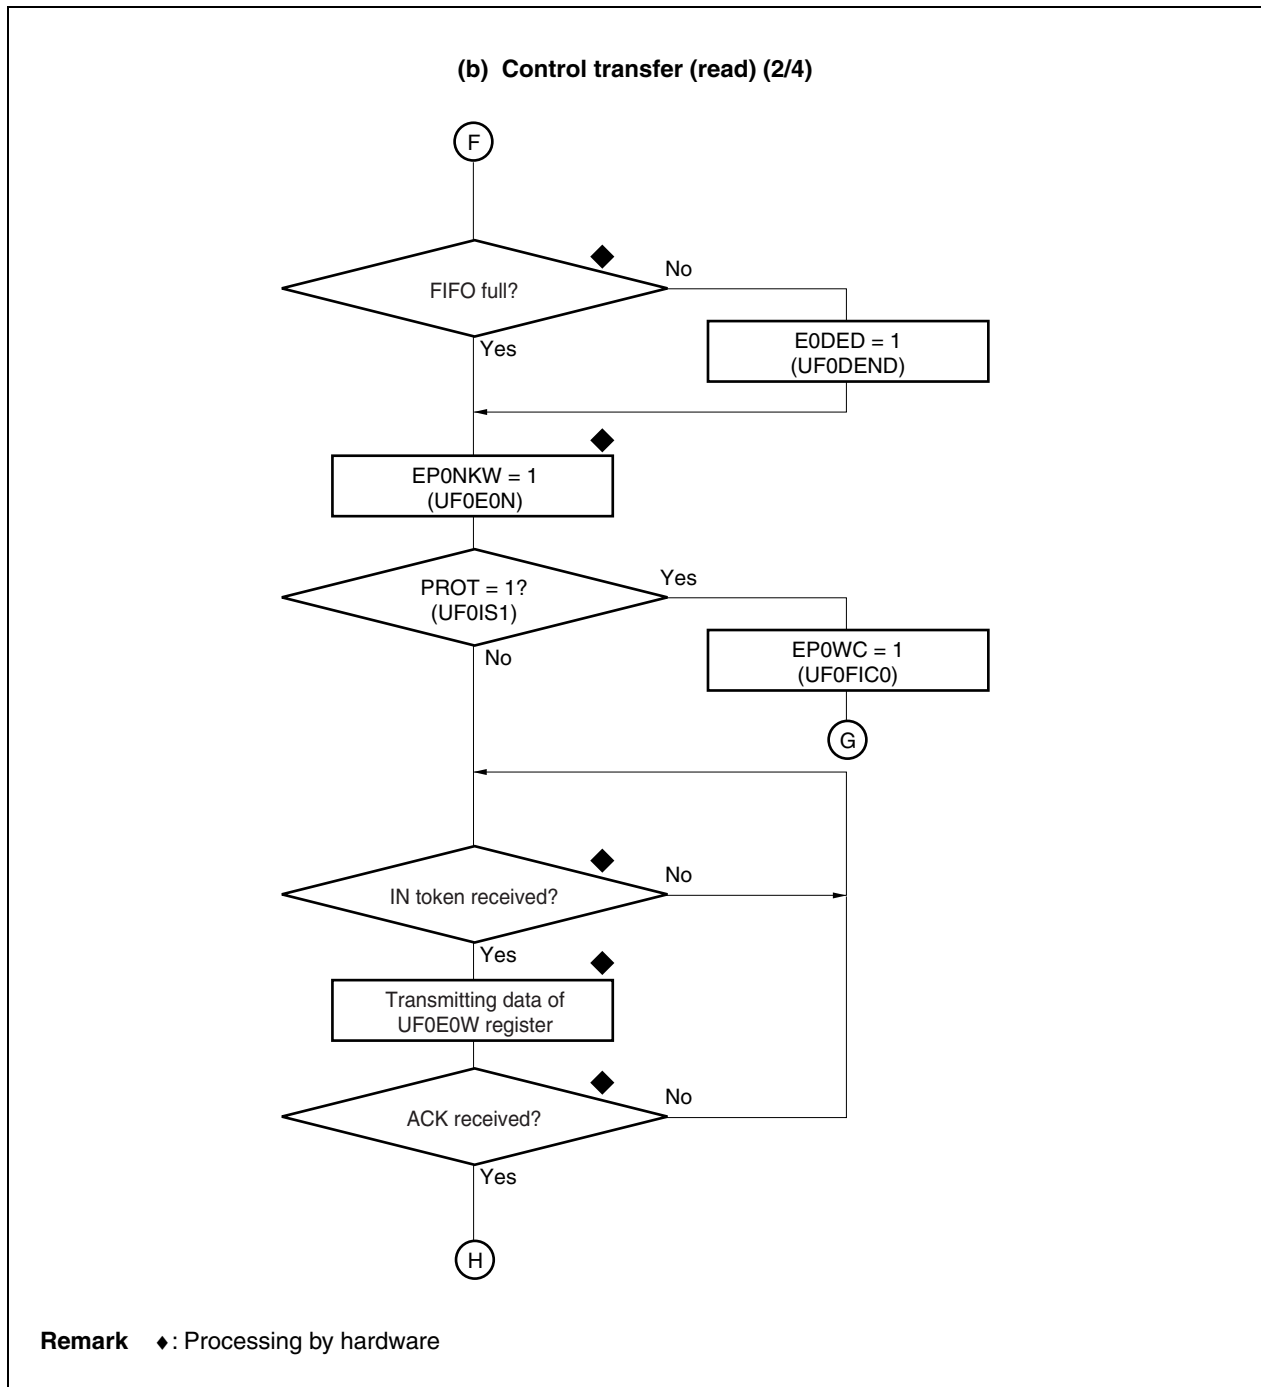 (b) Control transfer (read) (2/4)
F
FIFO full?
No
Yes
E0DED = 1
(UF0DEND)
EP0NKW = 1
(UF0E0N)
PROT = 1?
(UF0IS1)
Yes
No
EP0WC = 1
(UF0FIC0)
G
IN token received?
No
Yes
Transmitting data of
UF0E0W register
ACK received?
No
Yes
H
Remark ♦: Processing by hardware